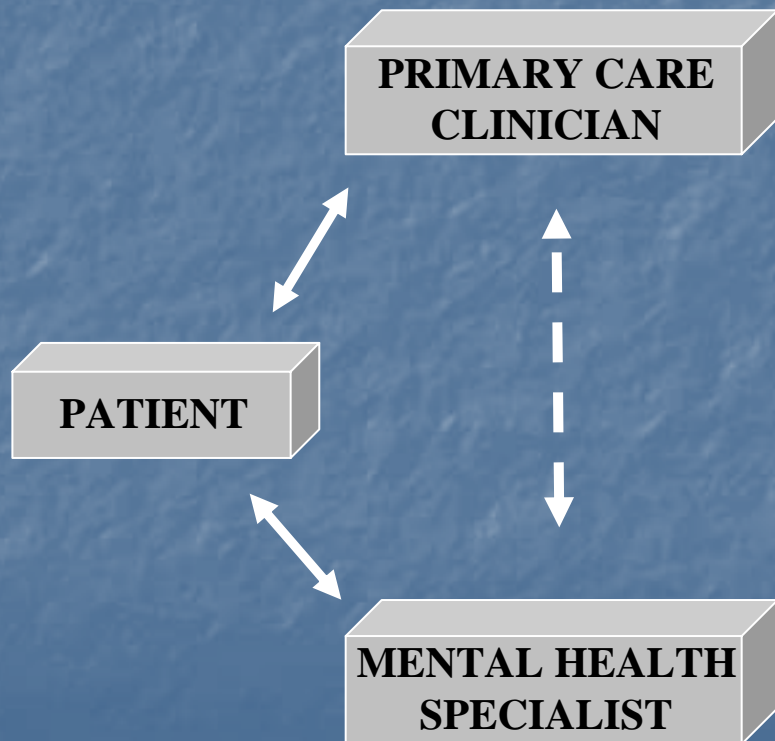 PRIMARY CARE
CLINICIAN
PATIENT
MENTAL HEALTH
SPECIALIST